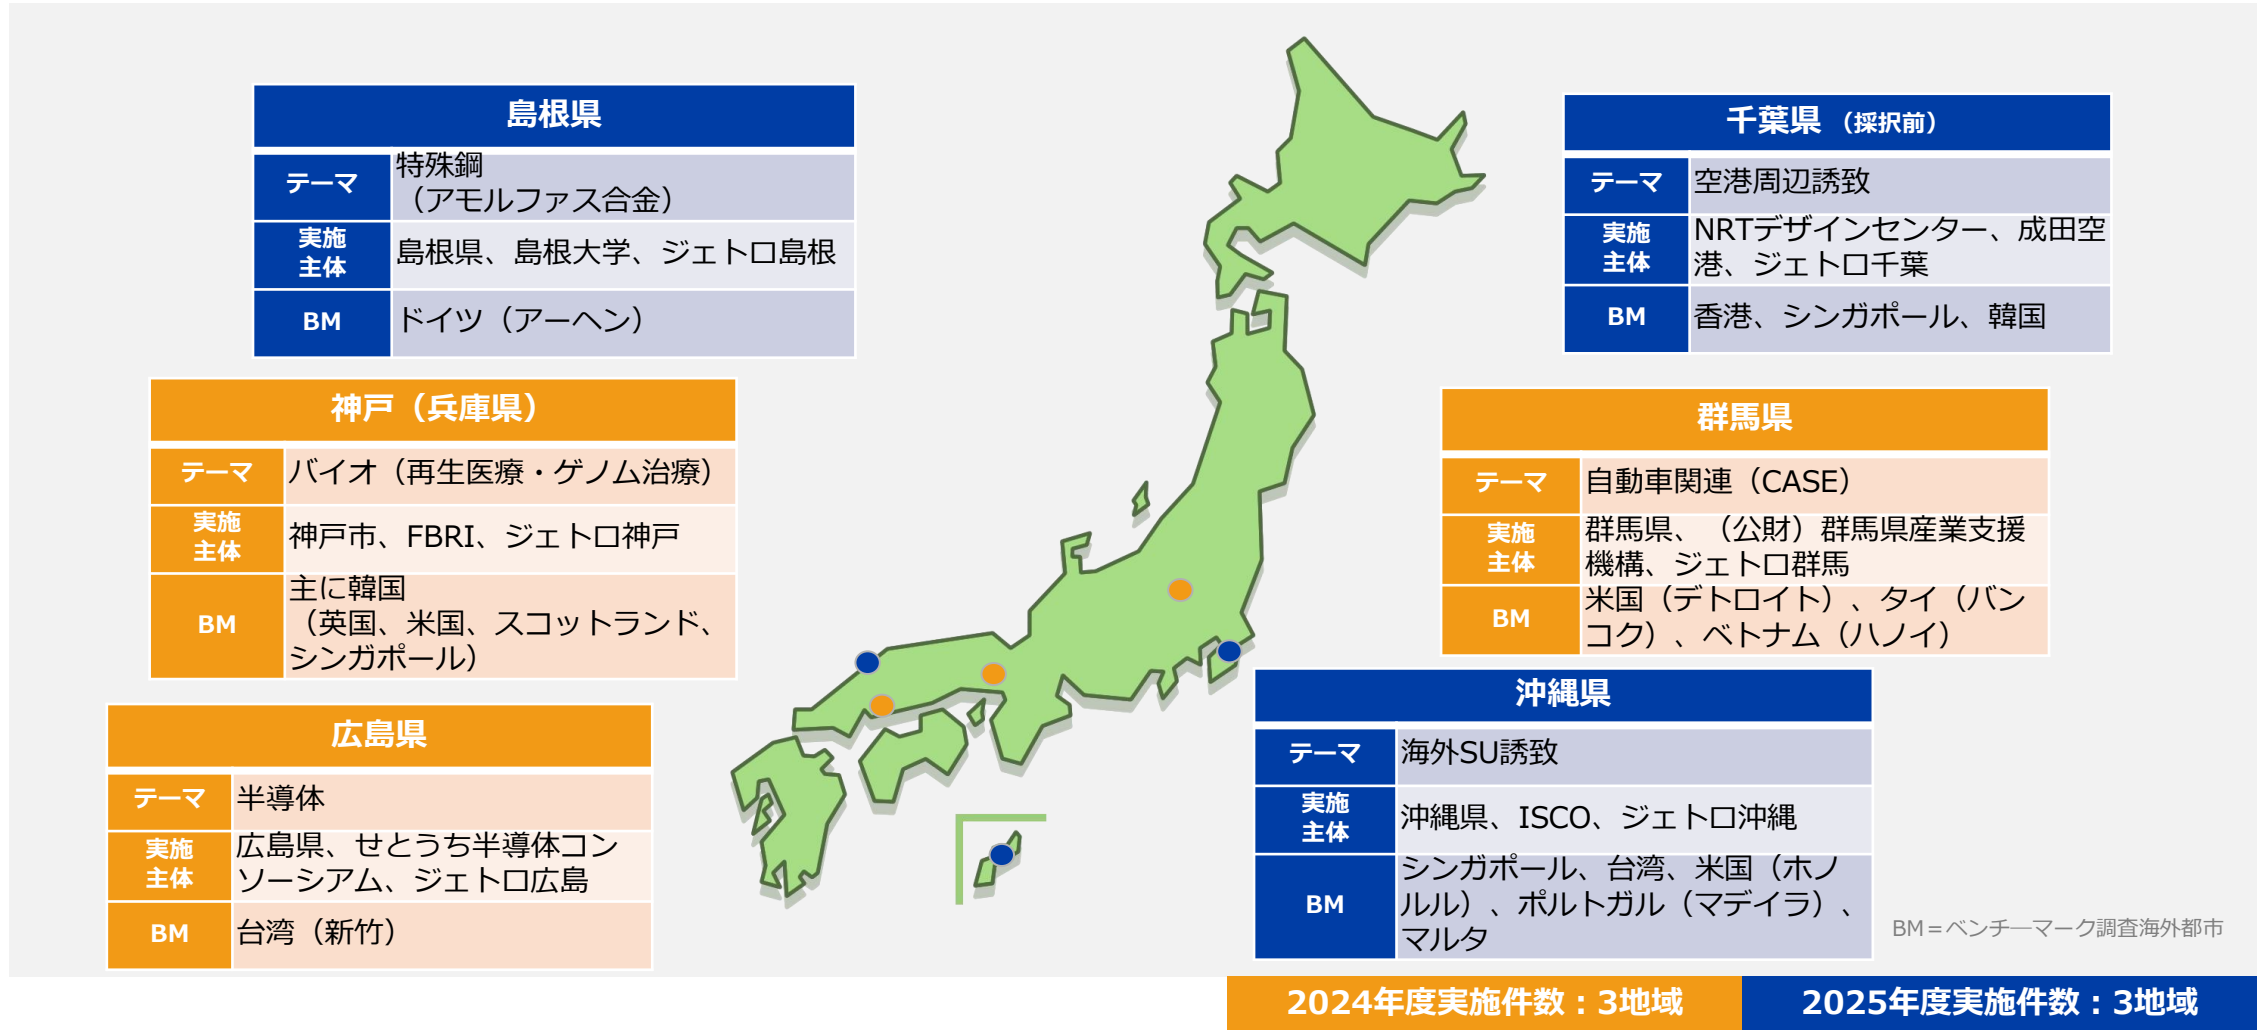 島根県
テーマ
特殊鋼
（アモルファス合金）
実施
主体
島根県、島根大学、ジェトロ島根
BM
ドイツ（アーヘン）
千葉県 （採択前）
テーマ
空港周辺誘致
実施
主体
NRTデザインセンター、成田空
港、ジェトロ千葉
BM
香港、シンガポール、韓国
神戸（兵庫県）
テーマ
バイオ（再生医療・ゲノム治療）
実施
主体
神戸市、FBRI、ジェトロ神戸
BM
主に韓国
（英国、米国、スコットランド、
シンガポール）
群馬県
テーマ
自動車関連（CASE）
実施
主体
群馬県、（公財）群馬県産業支援
機構、ジェトロ群馬
BM
米国（デトロイト）、タイ（バン
コク）、ベトナム（ハノイ）
広島県
テーマ
半導体
実施
主体
広島県、せとうち半導体コン
ソーシアム、ジェトロ広島
BM
台湾（新竹）
沖縄県
テーマ
海外SU誘致
実施
主体
沖縄県、ISCO、ジェトロ沖縄
BM
シンガポール、台湾、米国（ホノ
ルル）、ポルトガル（マデイラ）、
マルタ
BM＝ベンチ―マーク調査海外都市
2024年度実施件数：3地域
2025年度実施件数：3地域